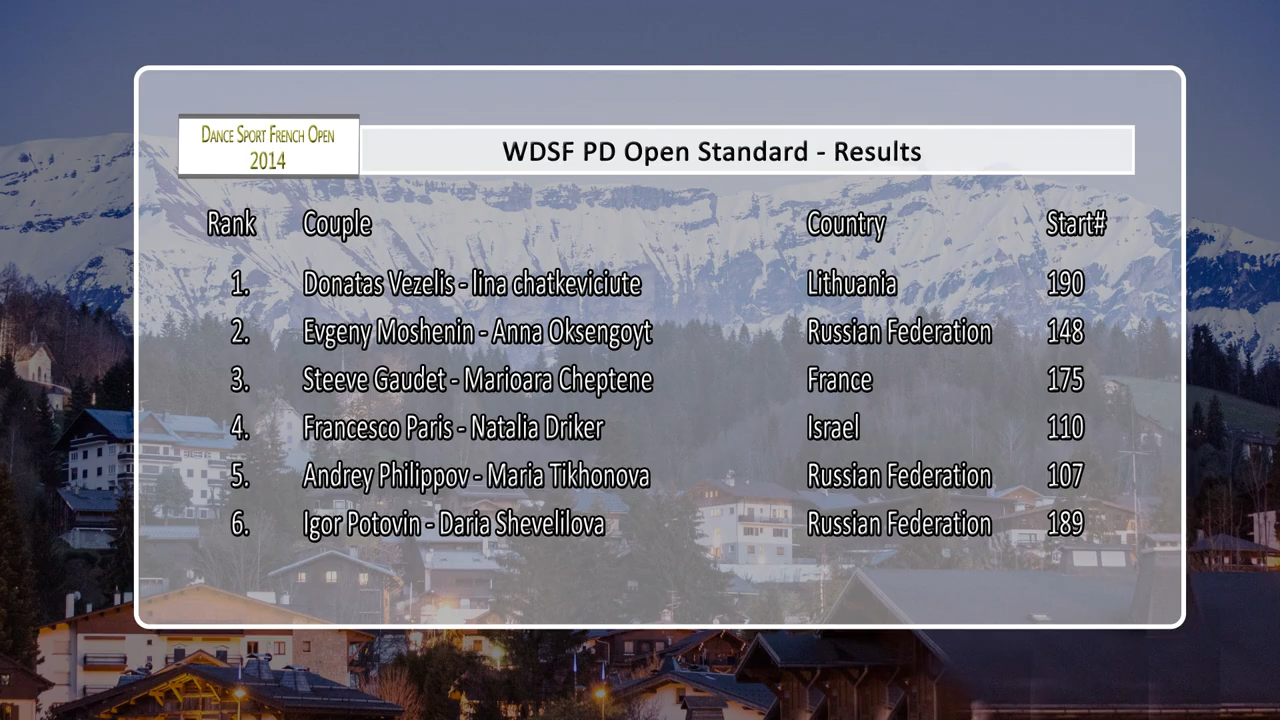 DANCE SPORT FRENCH OPEN
2014
WDSF PD Open Standard - Results
Rank Couple Country Start#
1. Donatas Vezelis - lina chatkeviciute Lithuania 190
2. Evgeny Moshenin - Anna Oksengoyt Russian Federation 148
3. Steeve Gaudet - Marioara Cheptene France 175
4. Francesco Paris - Natalia Driker Israel 110
5. Andrey Philippov - Maria Tikhonova Russian Federation 107
6. Igor Potovin - Daria Shevelilova Russian Federation 189